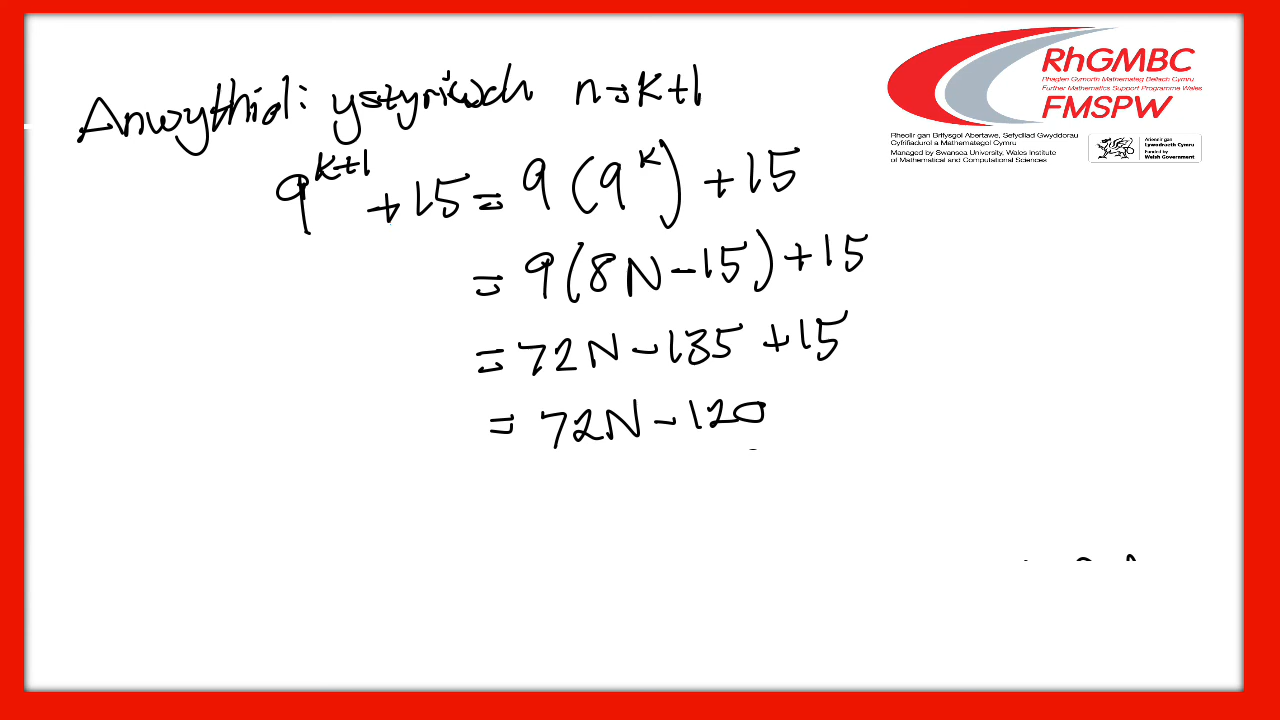 Anwythiol: ystyriwch n→k+1
9^{k+1} +15 = 9(9^k) +15
= 9(8N-15) +15
= 72N - 135 +15
= 72N - 120
RhGMBC
Rhaglen Gymorth Mathemateg Bellach Cymru
Further Mathematics Support Programme Wales
FMSPW
Rheolir gan Brifysgol Abertawe, Sefydliad Gwyddorau
Cyfrifiadurol a Mathemategol Cymru
Managed by Swansea University, Wales Institute
of Mathematical and Computational Sciences
Ariennir gan
Lywodraeth Cymru
Funded by
Welsh Government